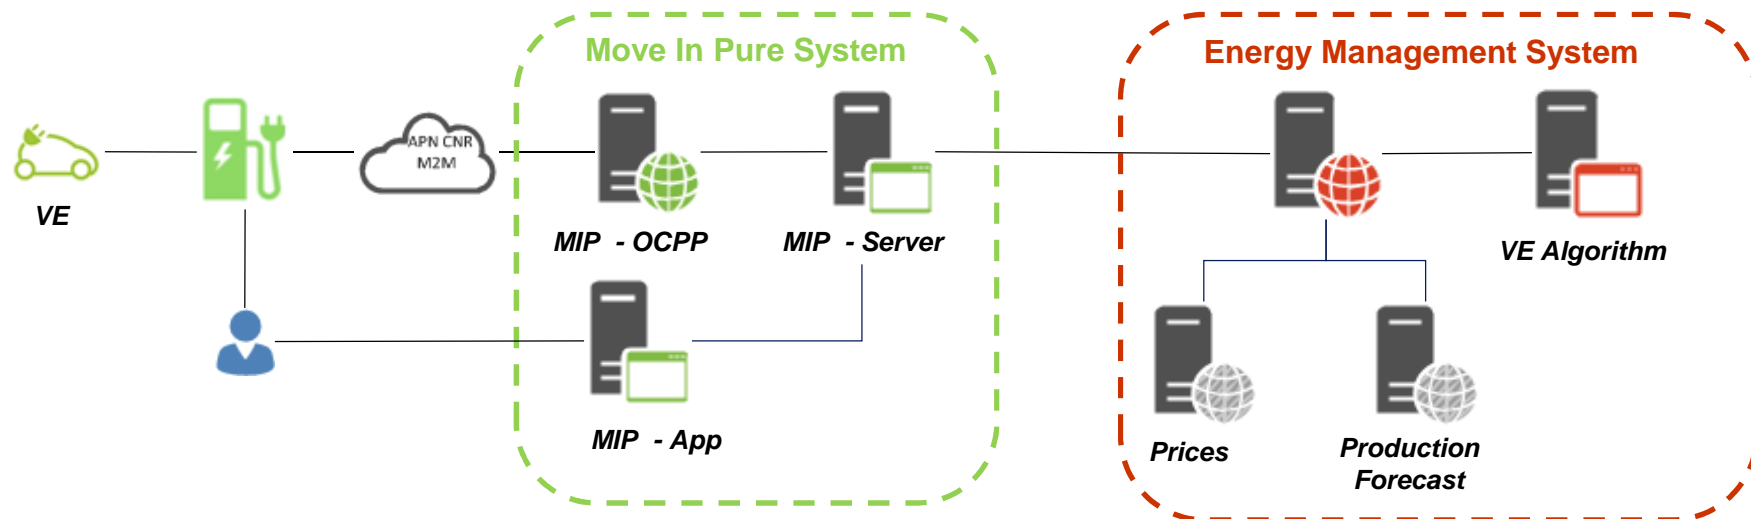 Move In Pure System
Energy Management System
APN CNR
M2M
VE
MIP - OCPP
MIP - Server
VE Algorithm
MIP - App
Prices
Production
Forecast